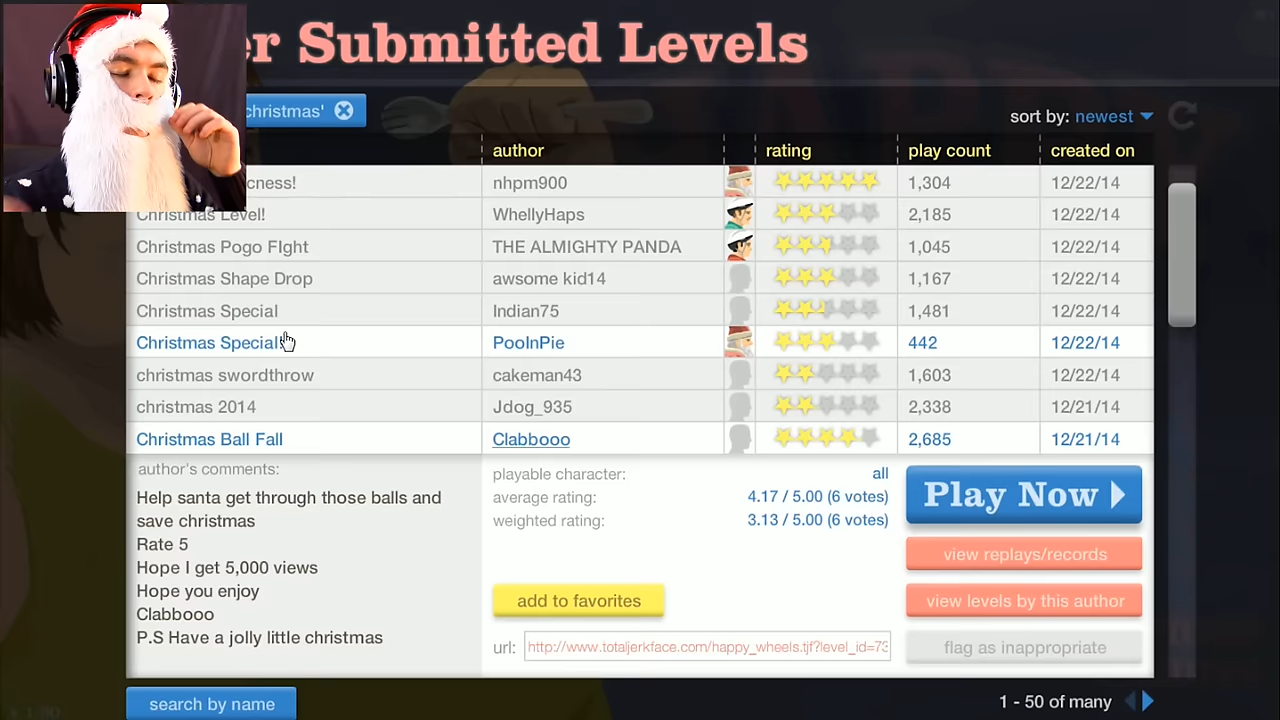 er Submitted Levels
christmas'
sort by: newest
author rating play count created on
cness! nhpm900 1,304 12/22/14
Christmas Level! WhellyHaps 2,185 12/22/14
Christmas Pogo FIght THE ALMIGHTY PANDA 1,045 12/22/14
Christmas Shape Drop awsome kid14 1,167 12/22/14
Christmas Special Indian75 1,481 12/22/14
Christmas Special PooInPie 442 12/22/14
christmas swordthrow cakeman43 1,603 12/22/14
christmas 2014 Jdog_935 2,338 12/21/14
Christmas Ball Fall Clabbooo 2,685 12/21/14
author's comments:
Help santa get through those balls and
save christmas
Rate 5
Hope I get 5,000 views
Hope you enjoy
Clabbooo
P.S Have a jolly little christmas
playable character: all
average rating: 4.17 / 5.00 (6 votes)
weighted rating: 3.13 / 5.00 (6 votes)
add to favorites
url: http://www.totaljerkface.com/happy_wheels.tjf?level_id=73
Play Now
view replays/records
view levels by this author
flag as inappropriate
search by name
1 - 50 of many